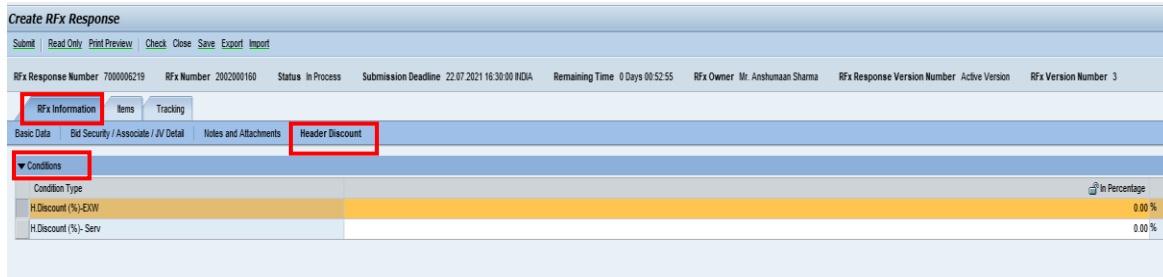 Create RFx Response
Submit Read Only Print Preview Check Close Save Export Import
RFx Response Number 7000006219 RFx Number 2002000160 Status In Process Submission Deadline 22.07.2021 16:30:00 INDIA Remaining Time 0 Days 00:52:55 RFx Owner Mr. Anshumaan Sharma RFx Response Version Number Active Version RFx Version Number 3
RFx Information Items Tracking
Basic Data Bid Security / Associate / JV Detail Notes and Attachments Header Discount
Conditions
Condition Type In Percentage
H.Discount (%)-EXW 0.00 %
H.Discount (%)- Serv 0.00 %